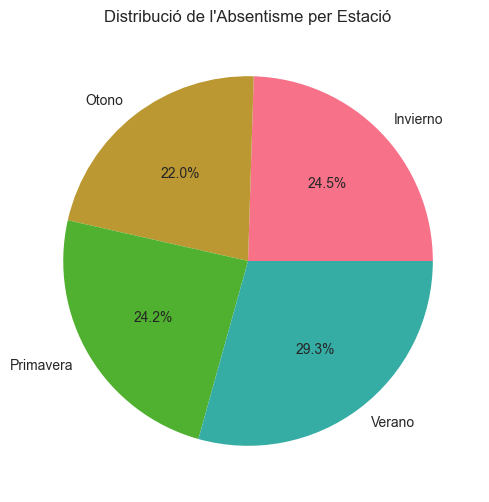 Distribució de l'Absentisme per Estació
Otono
Invierno
22.0%
24.5%
24.2%
29.3%
Primavera
Verano